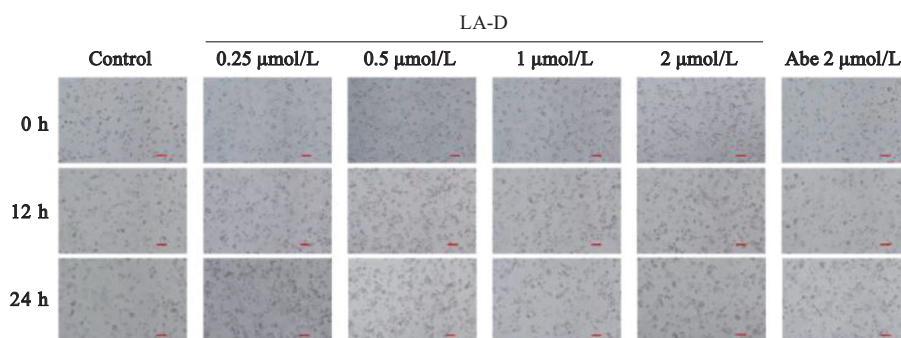 LA-D
Control 0.25 μmol/L 0.5 μmol/L 1 μmol/L 2 μmol/L Abe 2 μmol/L
0 h
12 h
24 h